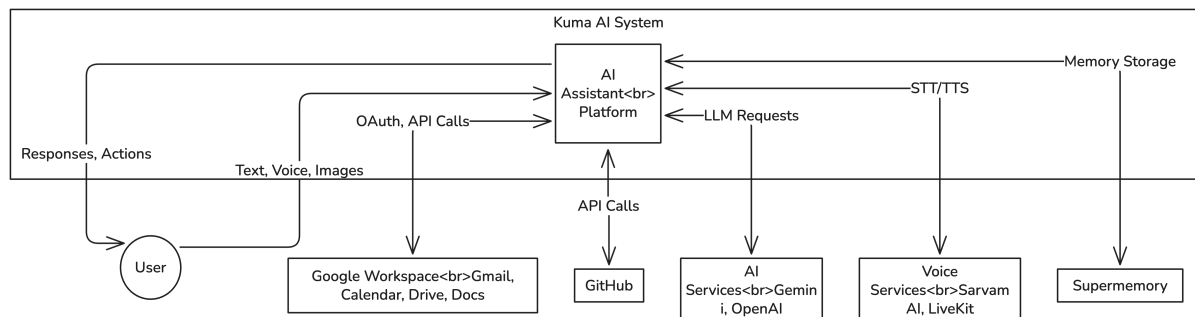 Kuma AI System
AI
Assistant<br>
Platform
Memory Storage
STT/TTS
LLM Requests
OAuth, API Calls
Responses, Actions
Text, Voice, Images
API Calls
User
Google Workspace<br>Gmail,
Calendar, Drive, Docs
GitHub
AI
Services<br>Gemin
i, OpenAI
Voice
Services<br>Sarvam
AI, LiveKit
Supermemory